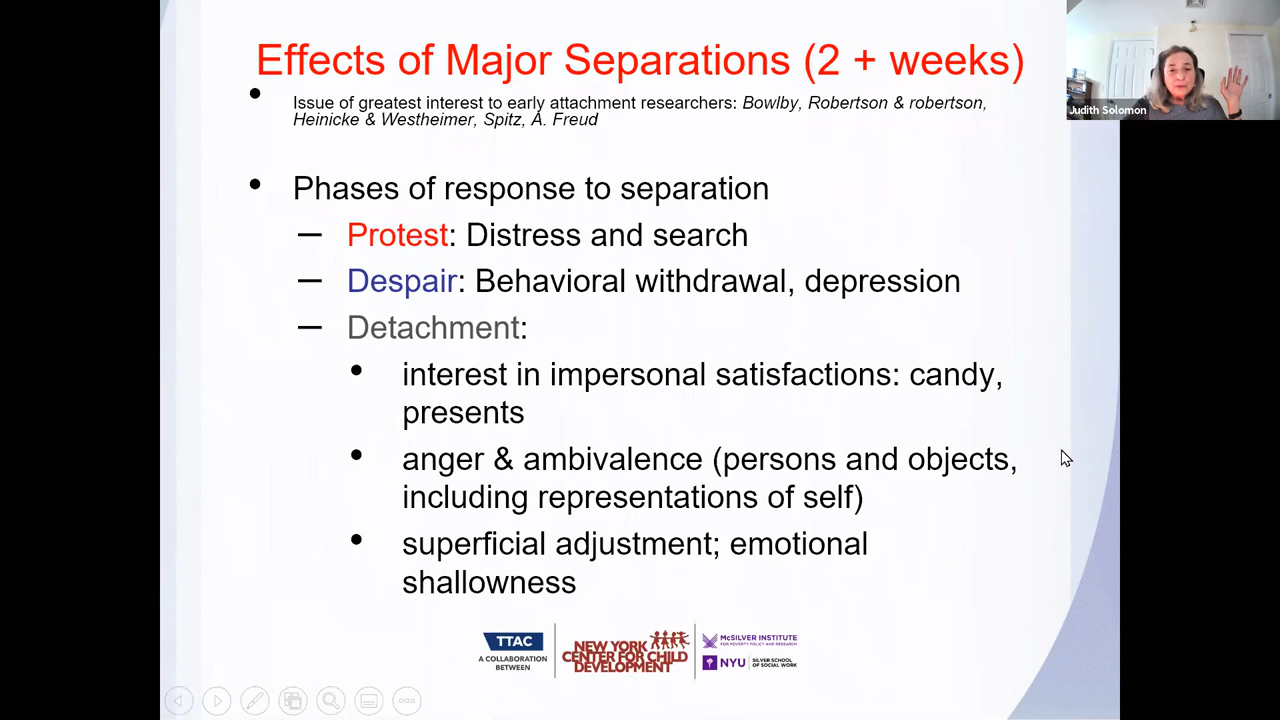 Effects of Major Separations (2 + weeks)
• Issue of greatest interest to early attachment researchers: Bowlby, Robertson & robertson,
Heinicke & Westheimer, Spitz, A. Freud
Judith Solomon
• Phases of response to separation
– Protest: Distress and search
– Despair: Behavioral withdrawal, depression
– Detachment:
• interest in impersonal satisfactions: candy,
presents
• anger & ambivalence (persons and objects,
including representations of self)
• superficial adjustment; emotional
shallowness
TTAC
A COLLABORATION
BETWEEN
NEW YORK
CENTER FOR CHILD
DEVELOPMENT
McSILVER INSTITUTE
FOR POVERTY POLICY AND RESEARCH
NYU SILVER SCHOOL
OF SOCIAL WORK